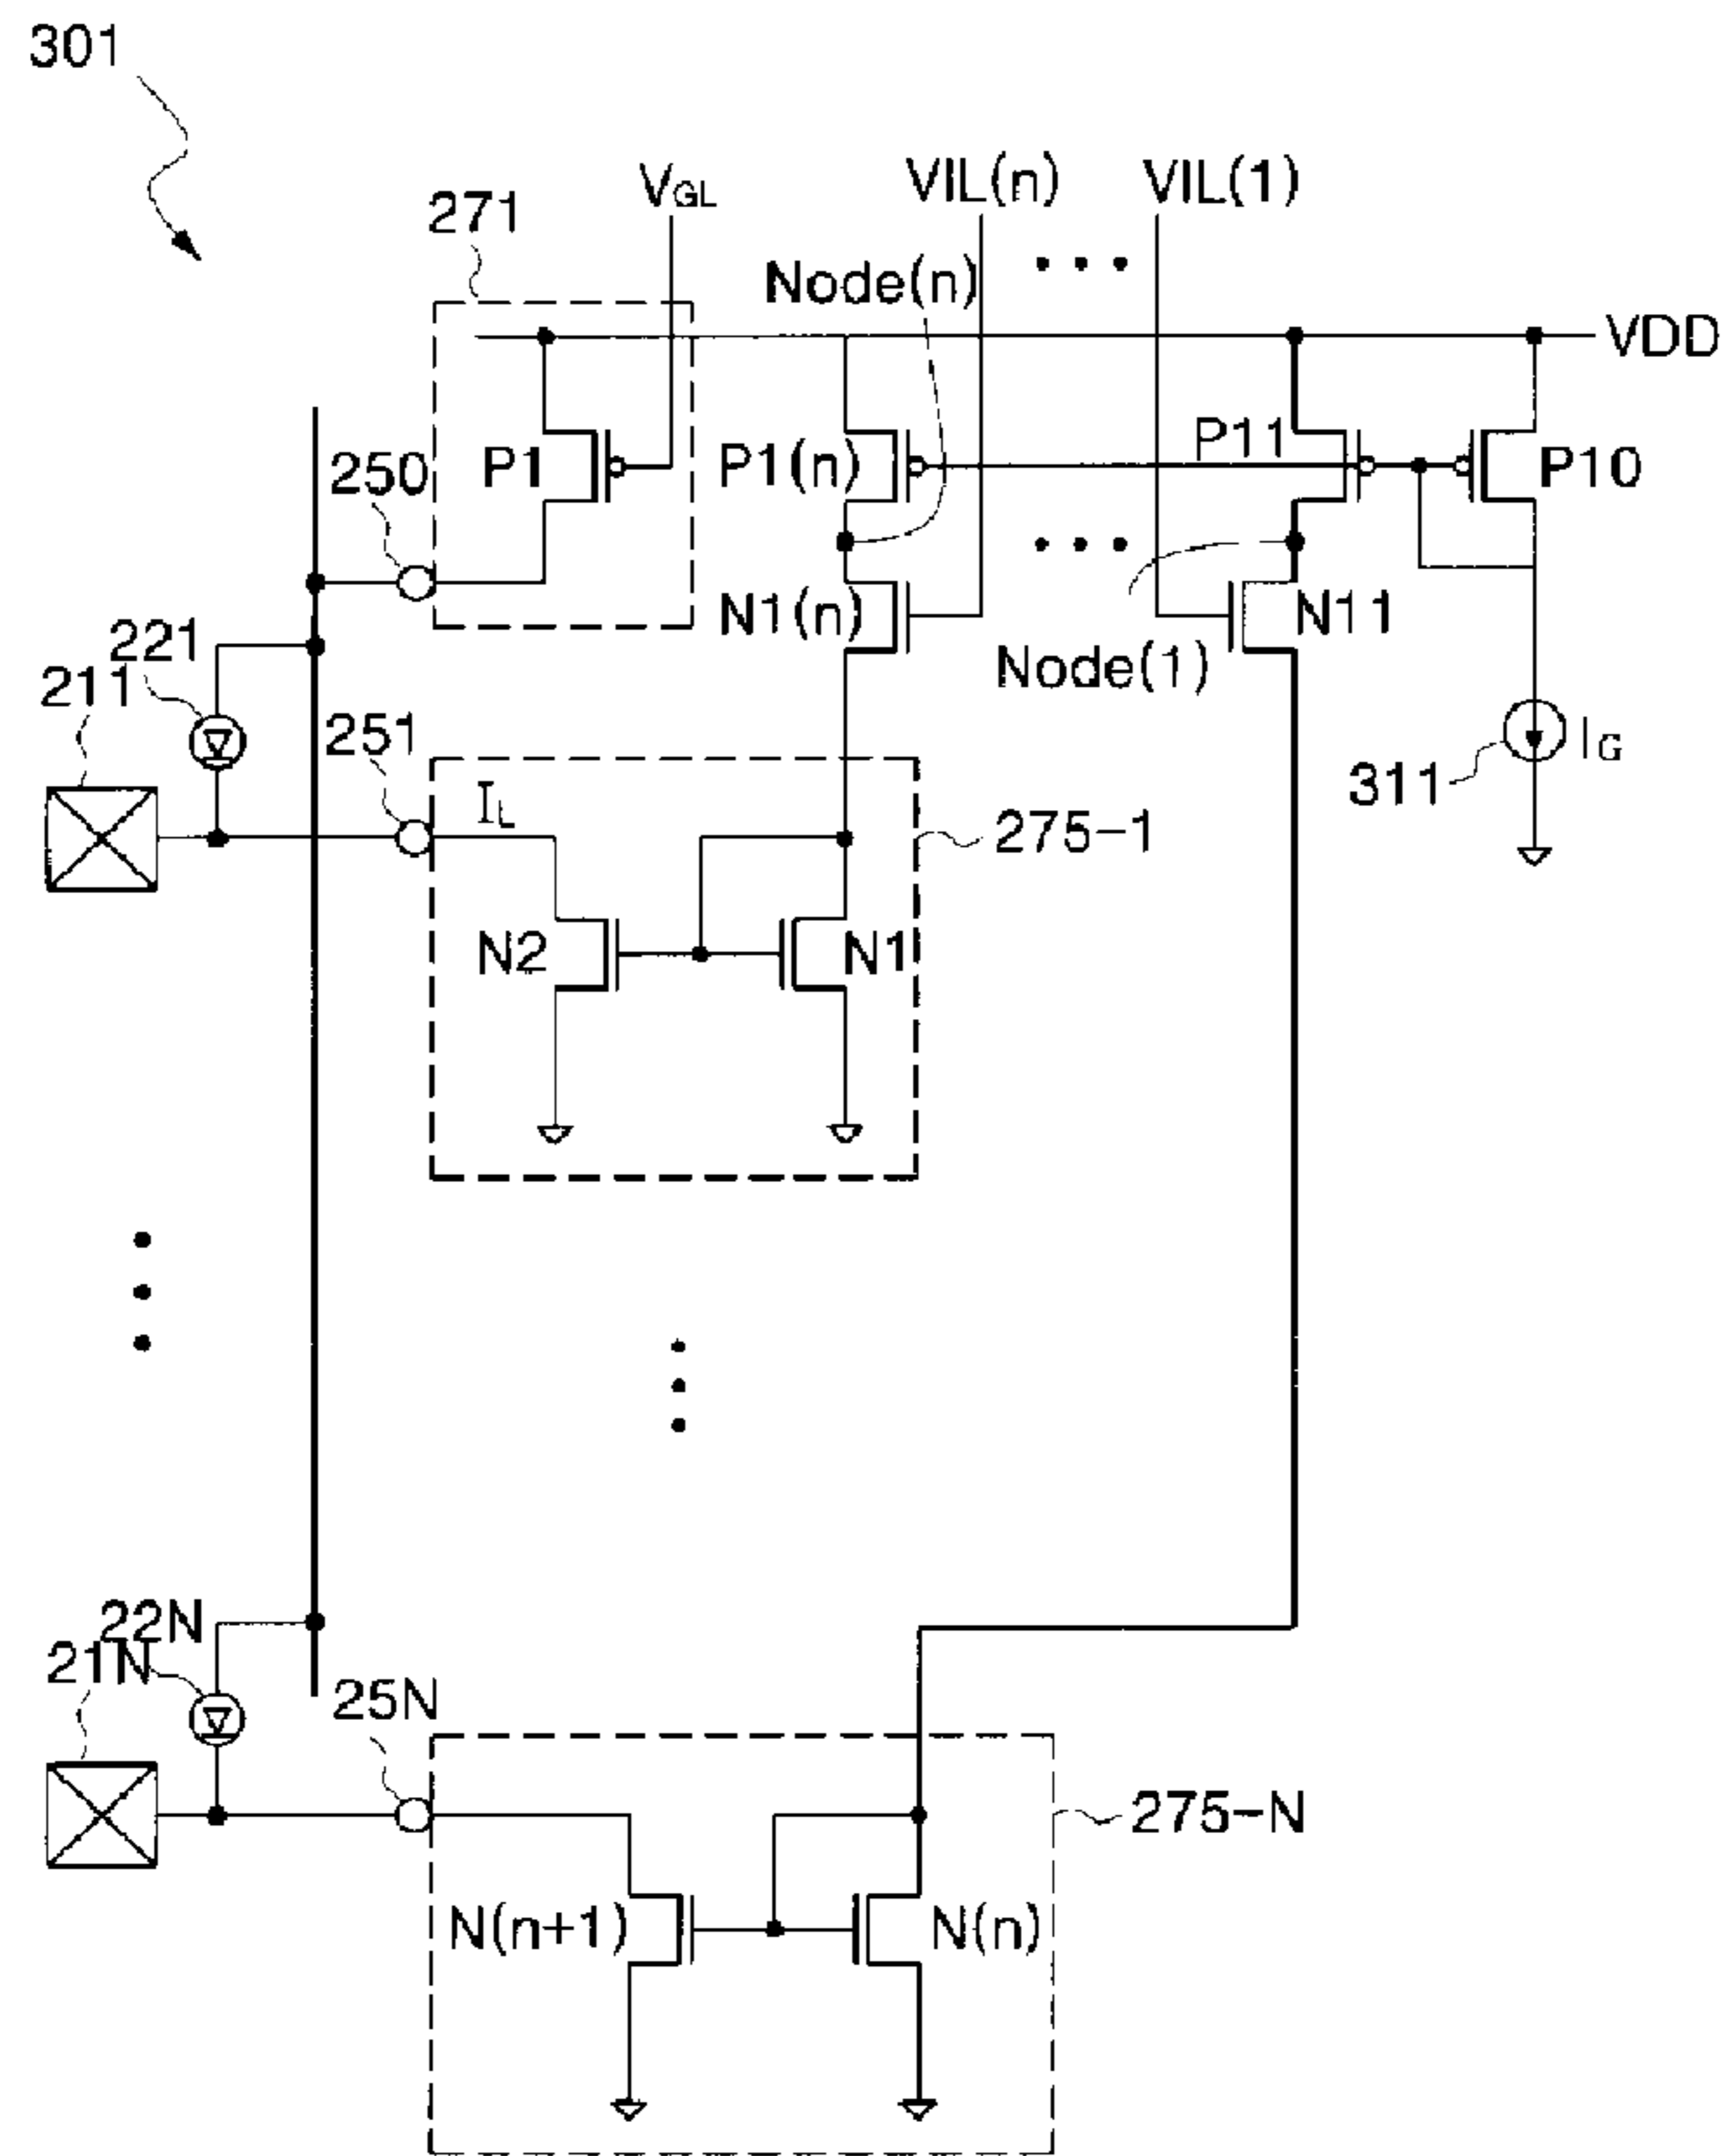 301
271
VGL
VIL(n)
VIL(1)
Node(n)
VDD
250
P1
P1(n)
P11
P10
N1(n)
N11
Node(1)
221
211
251
IL
275-1
311
IG
N2
N1
22N
21N
25N
275-N
N(n+1)
N(n)